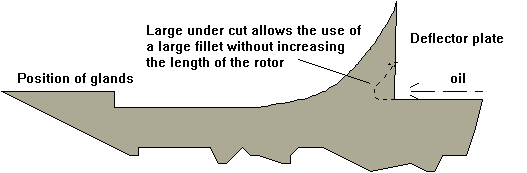 Large under cut allows the use of
a large fillet without increasing
the length of the rotor
Deflector plate
Position of glands
oil